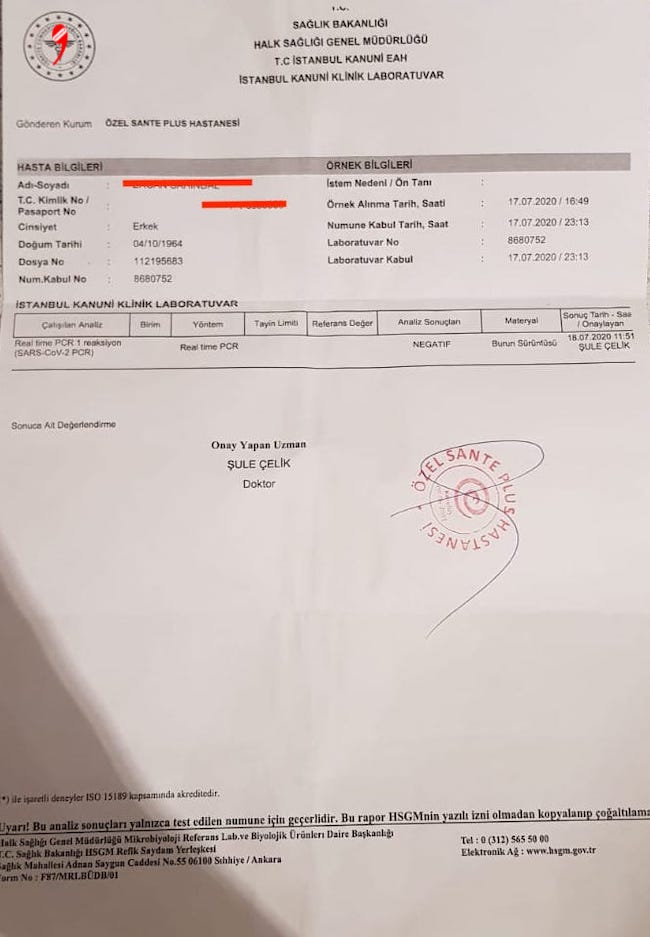 T.C.
SAĞLIK BAKANLIĞI
HALK SAĞLIĞI GENEL MÜDÜRLÜĞÜ
T.C İSTANBUL KANUNİ EAH
İSTANBUL KANUNİ KLİNİK LABORATUVAR
Gönderen Kurum ÖZEL SANTE PLUS HASTANESİ
HASTA BİLGİLERİ ÖRNEK BİLGİLERİ
Adı-Soyadı : İstem Nedeni / Ön Tanı :
T.C. Kimlik No / Pasaport No : Örnek Alınma Tarih, Saati : 17.07.2020 / 16:49
Cinsiyet : Erkek Numune Kabul Tarih, Saat : 17.07.2020 / 23:13
Doğum Tarihi : 04/10/1964 Laboratuvar No : 8680752
Dosya No : 112195683 Laboratuvar Kabul : 17.07.2020 / 23:13
Num.Kabul No : 8680752
İSTANBUL KANUNİ KLİNİK LABORATUVAR
Çalışılan Analiz Birim Yöntem Tayin Limiti Referans Değer Analiz Sonuçları Materyal Sonuç Tarih - Saa / Onaylayan
Real time PCR 1 reaksiyon (SARS-CoV-2 PCR) Real time PCR NEGATIF Burun Sürüntüsü 18.07.2020 11:51 ŞULE ÇELİK
Sonuca Ait Değerlendirme
Onay Yapan Uzman
ŞULE ÇELİK
Doktor
ÖZEL SANTE PLUS HASTANESİ
(*) ile işaretli deneyler ISO 15189 kapsamında akreditedir.
Uyarı! Bu analiz sonuçları yalnızca test edilen numune için geçerlidir. Bu rapor HSGMnin yazılı izni olmadan kopyalanıp çoğaltılama
Halk Sağlığı Genel Müdürlüğü Mikrobiyoloji Referans Lab.ve Biyolojik Ürünleri Daire Başkanlığı Tel : 0 (312) 565 50 00
T.C. Sağlık Bakanlığı HSGM Refik Saydam Yerleşkesi Elektronik Ağ : www.hsgm.gov.tr
Sağlık Mahallesi Adnan Saygun Caddesi No.55 06100 Sıhhiye / Ankara
Form No : F87/MRLBÜDB/01